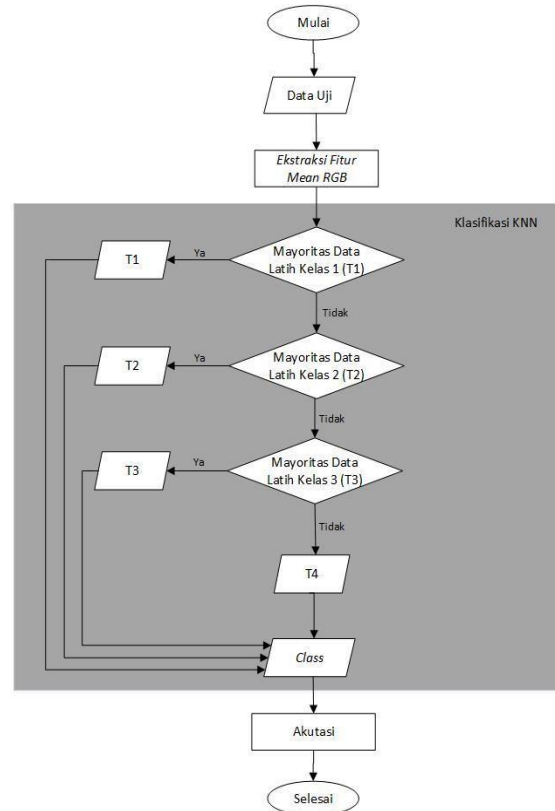 Mulai
Data Uji
Ekstraksi Fitur
Mean RGB
Klasifikasi KNN
Mayoritas Data
Latih Kelas 1 (T1)
Ya
T1
Tidak
Mayoritas Data
Latih Kelas 2 (T2)
Ya
T2
Tidak
Mayoritas Data
Latih Kelas 3 (T3)
Ya
T3
Tidak
T4
Class
Akutasi
Selesai